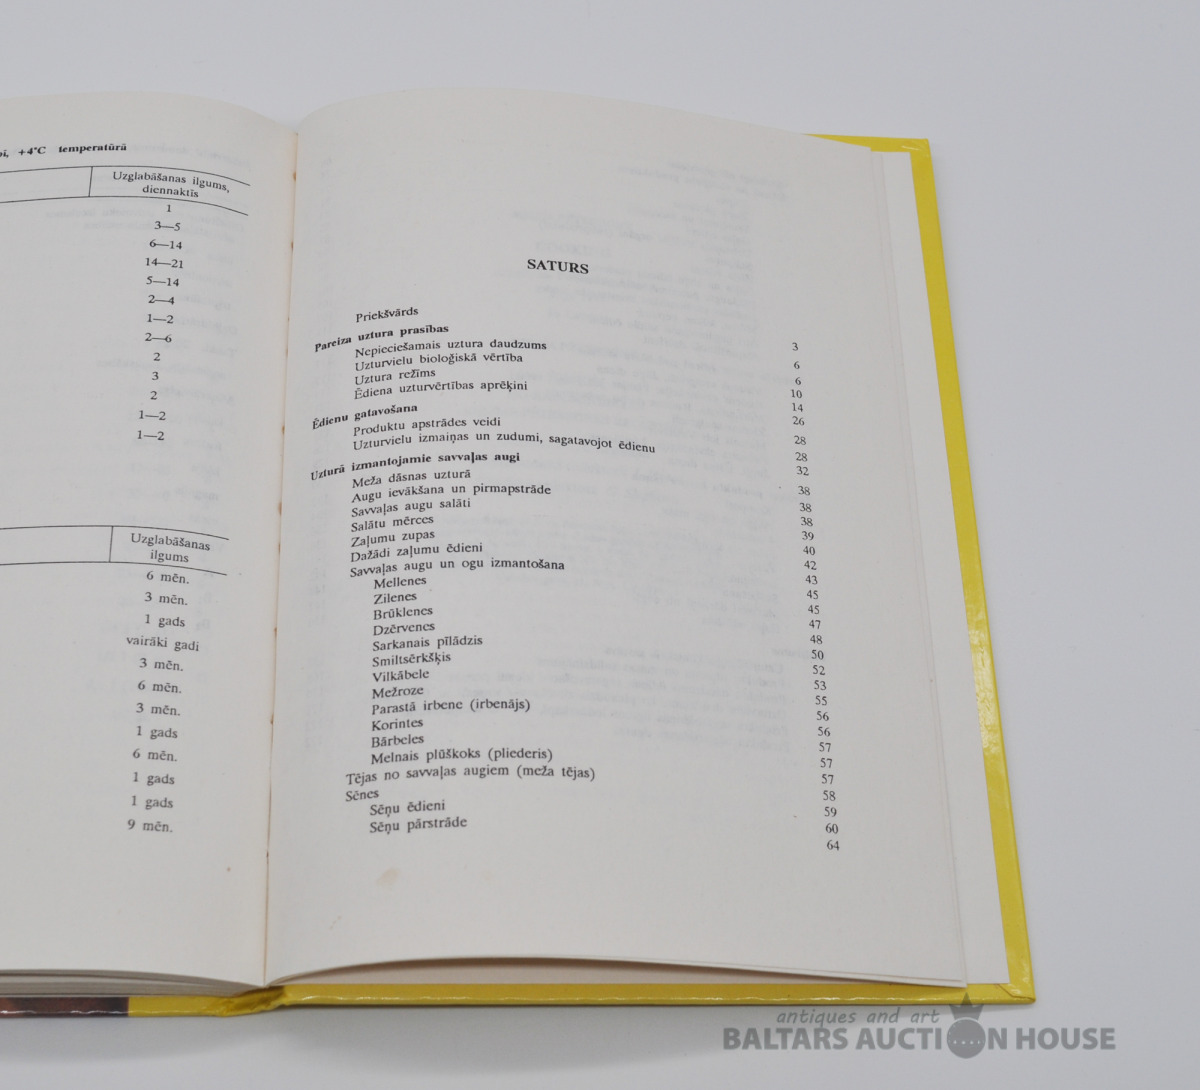 pī, +4°C temperatūrā
Uzglabāšanas ilgums,
diennaktīs
1
3—5
6—14
14—21
5—14
2—4
1—2
2—6
2
3
2
1—2
1—2
Uzglabāšanas
ilgums
6 mēn.
3 mēn.
1 gads
vairāki gadi
3 mēn.
6 mēn.
3 mēn.
1 gads
6 mēn.
1 gads
1 gads
9 mēn.
SATURS
Priekšvārds 3
Pareiza uztura prasības 6
Nepieciešamais uztura daudzums 6
Uzturvielu bioloģiskā vērtība 10
Uztura režīms 14
Ēdiena uzturvērtības aprēķini 26
Ēdienu gatavošana 28
Produktu apstrādes veidi 28
Uzturvielu izmaiņas un zudumi, sagatavojot ēdienu 32
Uzturā izmantojamie savvaļas augi 38
Meža dāsnas uzturā 38
Augu ievākšana un pirmapstrāde 38
Savvaļas augu salāti 39
Salātu mērces 40
Zaļumu zupas 42
Dažādi zaļumu ēdieni 43
Savvaļas augu un ogu izmantošana 45
Mellenes 45
Zilenes 47
Brūklenes 48
Dzērvenes 50
Sarkanais pīlādzis 52
Smiltsērkšķis 53
Vilkābele 55
Mežroze 56
Parastā irbene (irbenājs) 56
Korintes 57
Bārbeles 57
Melnais plūškoks (pliederis) 57
Tējas no savvaļas augiem (meža tējas) 58
Sēnes 59
Sēņu ēdieni 60
Sēņu pārstrāde 64
antiques and art
BALTARS AUCTION HOUSE